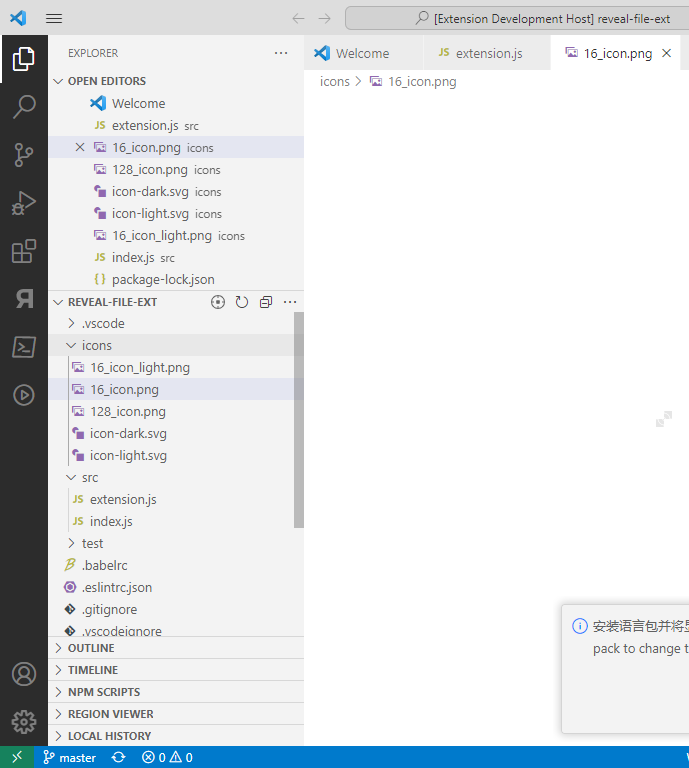 [Extension Development Host] reveal-file-ext
EXPLORER
Welcome
extension.js
16_icon.png
icons
16_icon.png
OPEN EDITORS
Welcome
extension.js src
16_icon.png icons
128_icon.png icons
icon-dark.svg icons
icon-light.svg icons
16_icon_light.png icons
index.js src
package-lock.json
REVEAL-FILE-EXT
.vscode
icons
16_icon_light.png
16_icon.png
128_icon.png
icon-dark.svg
icon-light.svg
src
JS extension.js
JS index.js
test
.babelrc
.eslintrc.json
.gitignore
.vscodeignore
OUTLINE
TIMELINE
NPM SCRIPTS
REGION VIEWER
LOCAL HISTORY
安装语言包并将
pack to change t
master
0
0